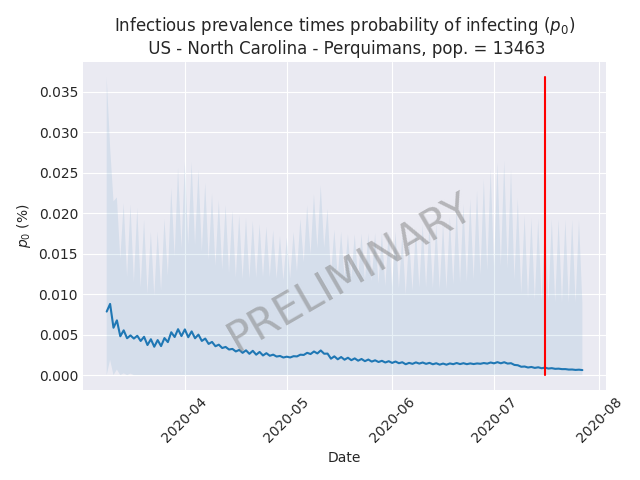 Infectious prevalence times probability of infecting (p₀)
US - North Carolina - Perquimans, pop. = 13463
0.035
0.030
0.025
0.020
0.015
0.010
0.005
0.000
p₀ (%)
PRELIMINARY
2020-04
2020-05
2020-06
2020-07
2020-08
Date